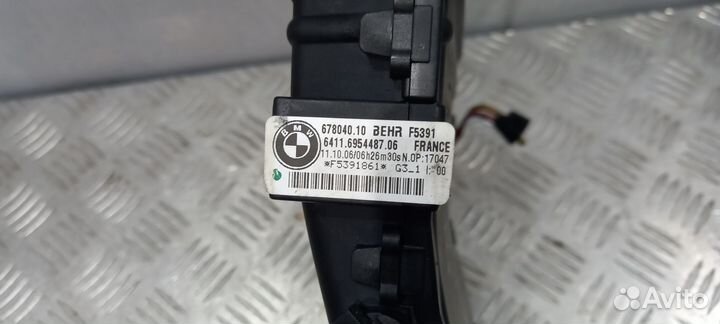 BMW
678040.10 BEHR F5391
6411.6954487.06 FRANCE
11.10.06/06h26m30s N.OP:17047
*F5391861* G3_1 I: 00
Avito